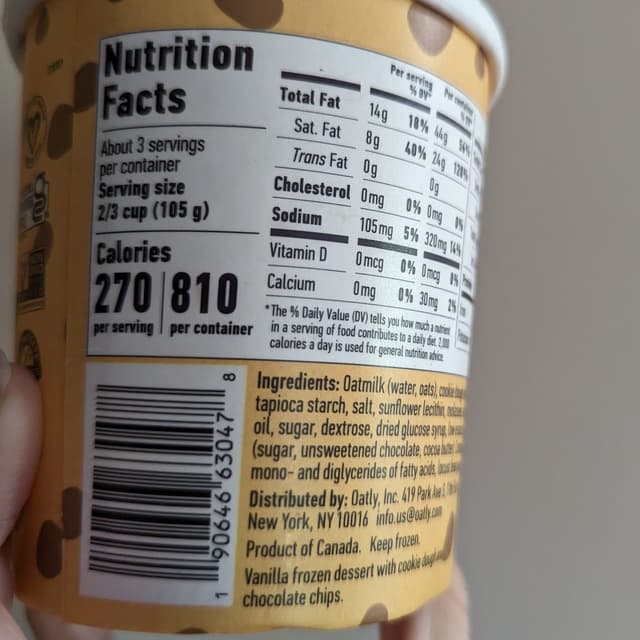 Nutrition
Facts
About 3 servings
per container
Serving size
2/3 cup (105 g)
Calories
270 810
per serving per container
Per serving
% DV*
Total Fat 14g 18% 44g
Sat. Fat 8g 40% 24g 120%
Trans Fat 0g 0g
Cholesterol 0mg 0% 0mg 0%
Sodium 105mg 5% 320mg 14%
Vitamin D 0mcg 0% 0mcg 0%
Calcium 0mg 0% 30mg 2%
*The % Daily Value (DV) tells you how much a nutrient
in a serving of food contributes to a daily diet. 2,000
calories a day is used for general nutrition advice.
Ingredients: Oatmilk (water, oats), cookie
tapioca starch, salt, sunflower lecithin,
oil, sugar, dextrose, dried glucose syrup,
(sugar, unsweetened chocolate, cocoa butter,
mono- and diglycerides of fatty acids,
Distributed by: Oatly, Inc. 419 Park Ave S,
New York, NY 10016 info.us@oatly.com
Product of Canada. Keep frozen.
Vanilla frozen dessert with cookie dough
chocolate chips.
1 90646 63047 8